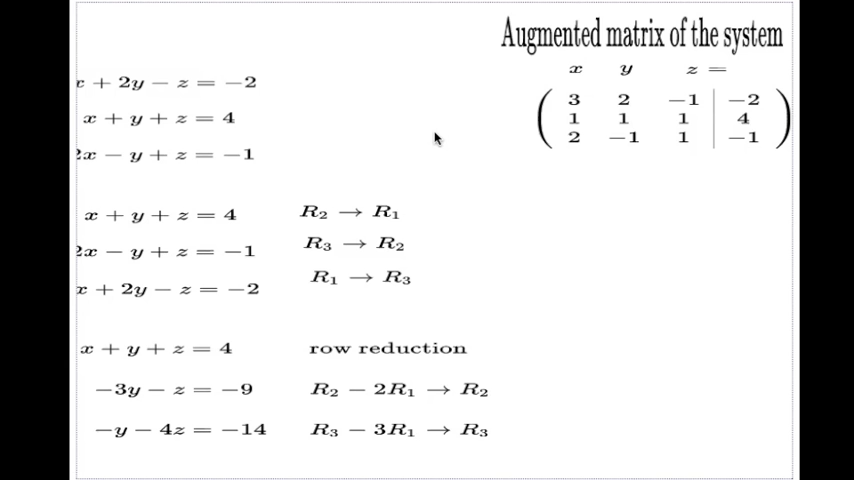 Augmented matrix of the system
x y z =
3 2 −1 −2
1 1 1 4
2 −1 1 −1
x + 2y − z = −2
x + y + z = 4
2x − y + z = −1
x + y + z = 4 R₂ → R₁
2x − y + z = −1 R₃ → R₂
x + 2y − z = −2 R₁ → R₃
x + y + z = 4 row reduction
−3y − z = −9 R₂ − 2R₁ → R₂
−y − 4z = −14 R₃ − 3R₁ → R₃